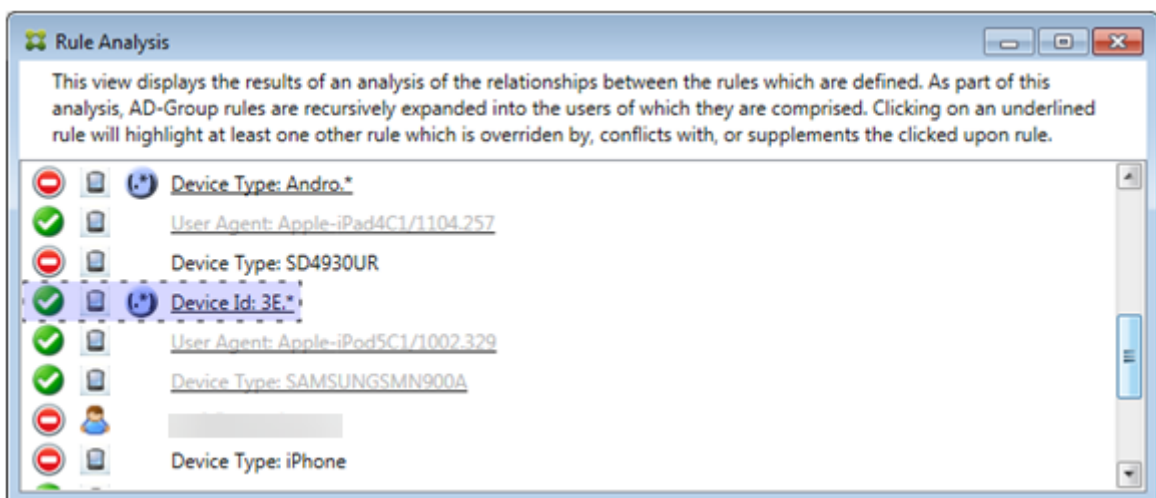 Rule Analysis
This view displays the results of an analysis of the relationships between the rules which are defined. As part of this
analysis, AD-Group rules are recursively expanded into the users of which they are comprised. Clicking on an underlined
rule will highlight at least one other rule which is overriden by, conflicts with, or supplements the clicked upon rule.
(.*) Device Type: Andro.*
User Agent: Apple-iPad4C1/1104.257
Device Type: SD4930UR
(.*) Device Id: 3E.*
User Agent: Apple-iPod5C1/1002.329
Device Type: SAMSUNGSMN900A
Device Type: iPhone